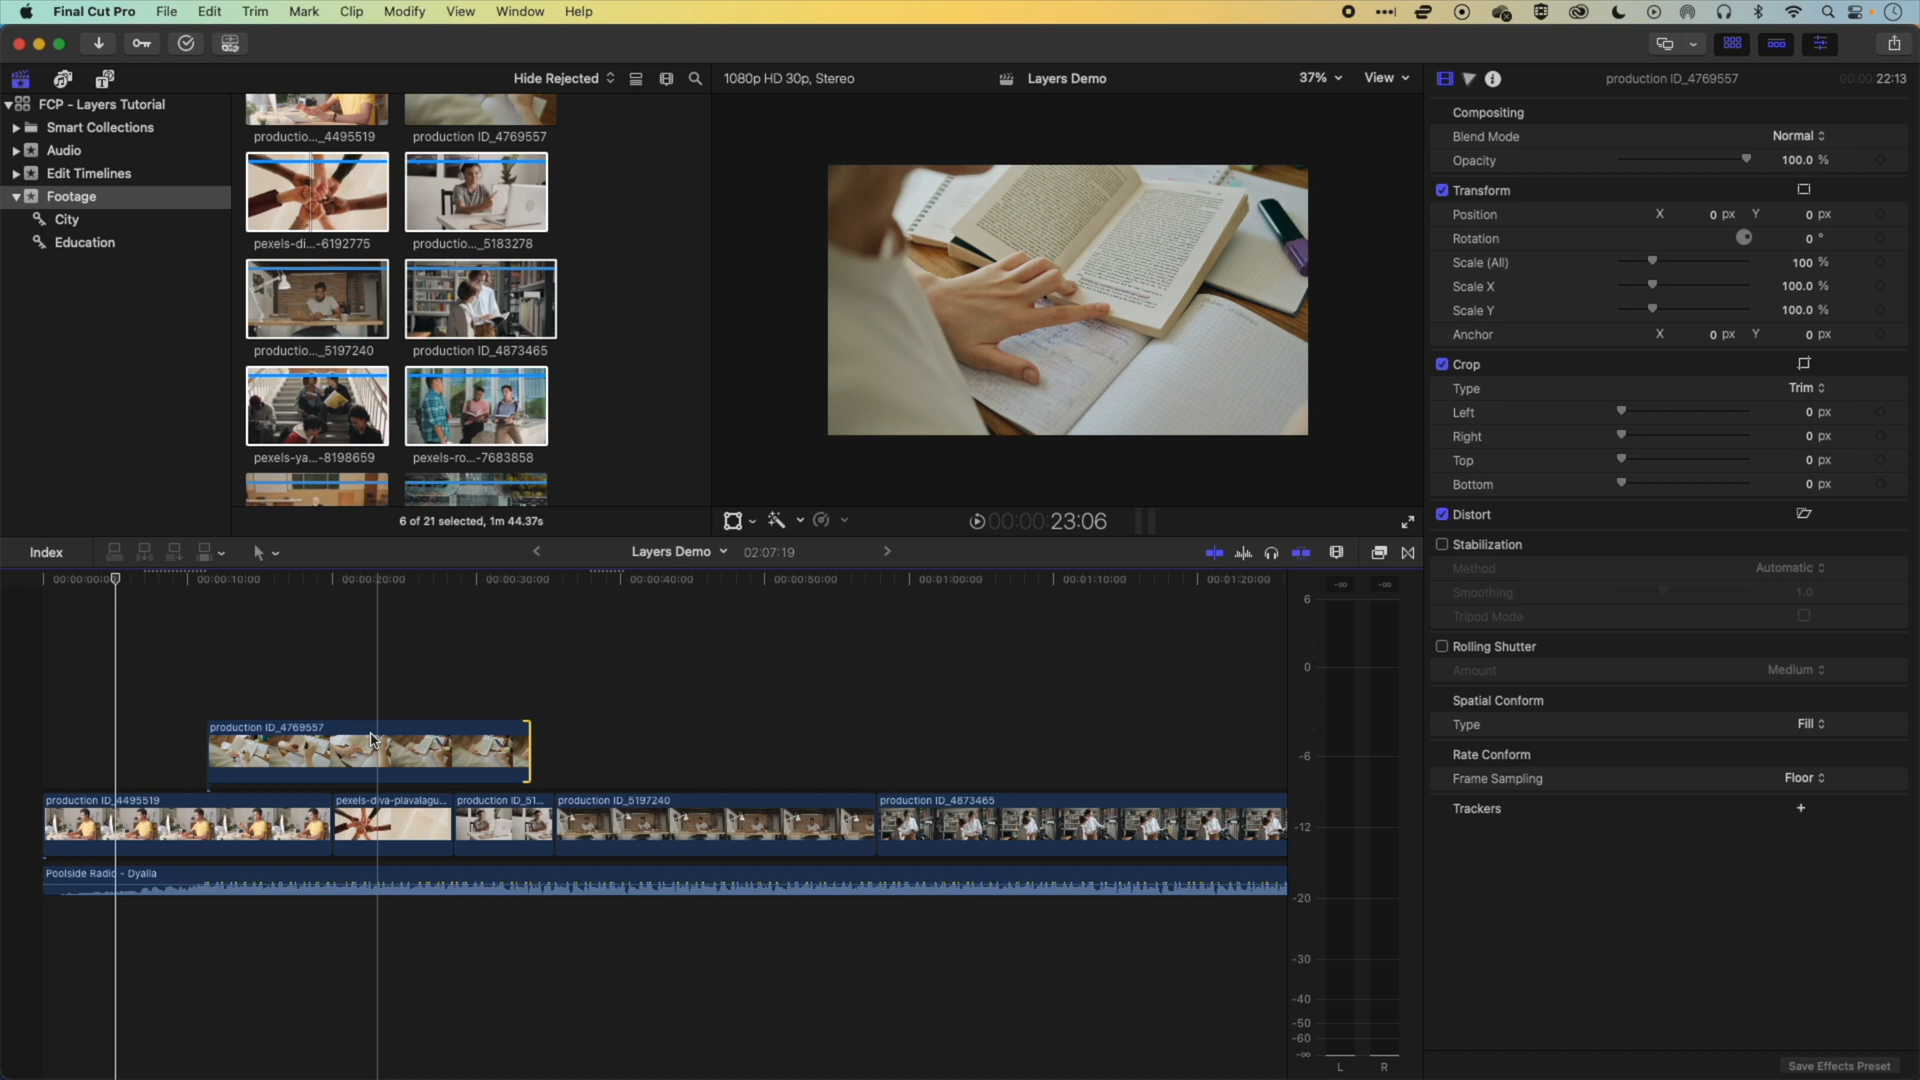 Final Cut Pro File Edit Trim Mark Clip Modify View Window Help
Hide Rejected
1080p HD 30p, Stereo
Layers Demo
37%
View
production ID_4769557
00:00:22:13
FCP - Layers Tutorial
Smart Collections
Audio
Edit Timelines
Footage
City
Education
productio..._4495519
production ID_4769557
pexels-di...-6192775
productio..._5183278
productio..._5197240
production ID_4873465
pexels-ya...-8198659
pexels-ro...-7683858
6 of 21 selected, 1m 44.37s
00:00:23:06
Compositing
Blend Mode Normal
Opacity 100.0 %
Transform
Position X 0 px Y 0 px
Rotation 0 °
Scale (All) 100 %
Scale X 100.0 %
Scale Y 100.0 %
Anchor X 0 px Y 0 px
Crop
Type Trim
Left 0 px
Right 0 px
Top 0 px
Bottom 0 px
Distort
Stabilization
Method Automatic
Smoothing 1.0
Tripod Mode
Rolling Shutter
Amount Medium
Spatial Conform
Type Fill
Rate Conform
Frame Sampling Floor
Trackers +
Save Effects Preset
Index
Layers Demo
02:07:19
00:00:00:00 00:00:10:00 00:00:20:00 00:00:30:00 00:00:40:00 00:00:50:00 00:01:00:00 00:01:10:00 00:01:20:00
production ID_4769557
production ID_4495519
pexels-diva-plavalagu...
production ID_51...
production ID_5197240
production ID_4873465
Poolside Radio - Dyalla
-∞ -∞
6
0
-6
-12
-20
-30
-40
-50
-60
-∞
L R